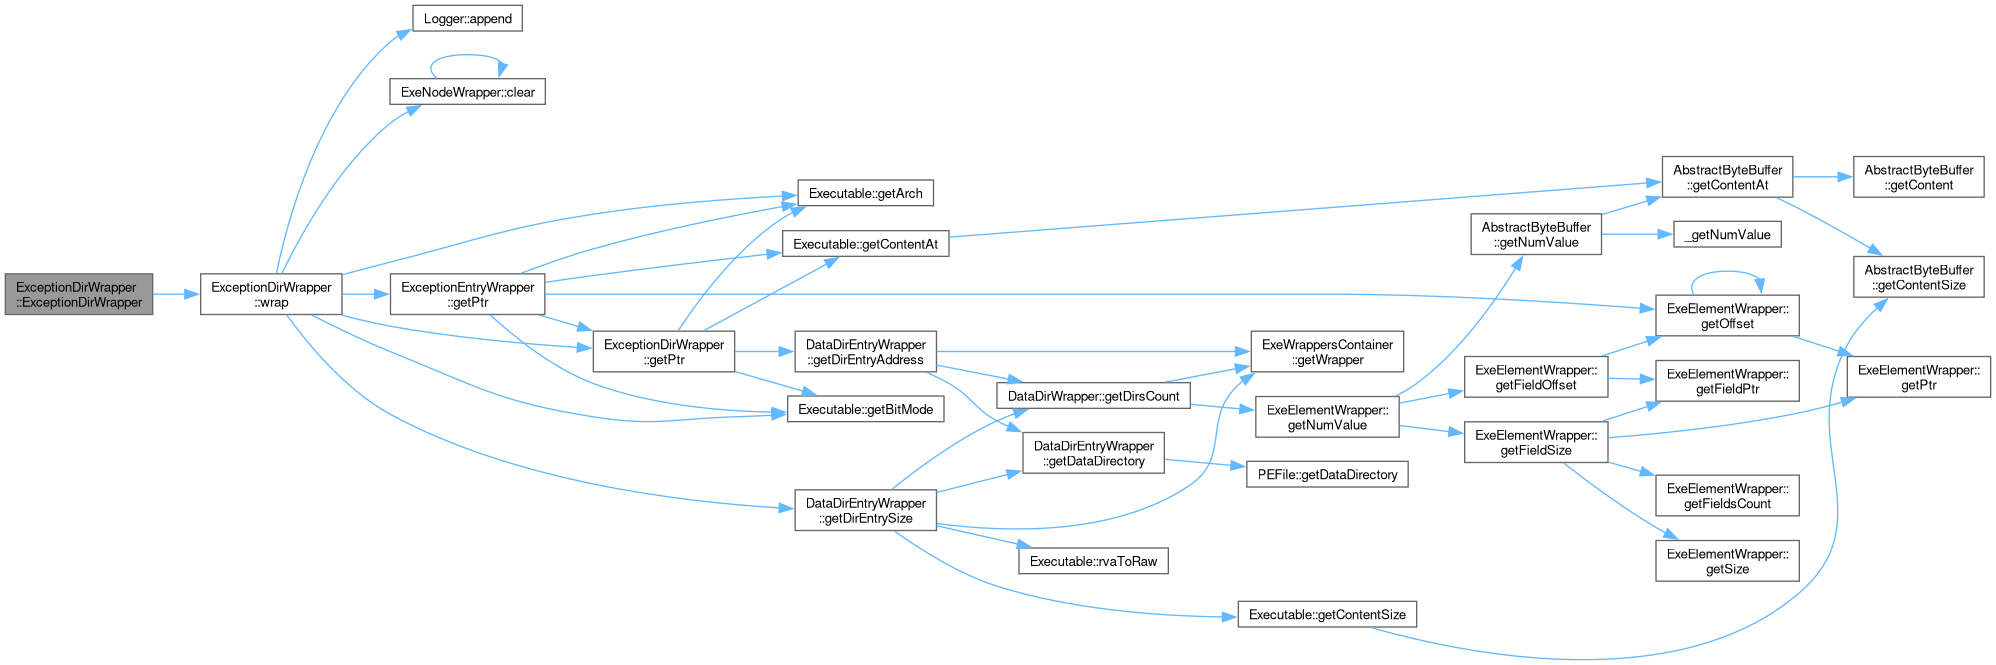 ExceptionDirWrapper
::ExceptionDirWrapper
ExceptionDirWrapper
::wrap
Logger::append
ExeNodeWrapper::clear
ExceptionEntryWrapper
::getPtr
ExceptionDirWrapper
::getPtr
Executable::getArch
Executable::getContentAt
DataDirEntryWrapper
::getDirEntryAddress
Executable::getBitMode
DataDirEntryWrapper
::getDirEntrySize
DataDirWrapper::getDirsCount
DataDirEntryWrapper
::getDataDirectory
Executable::rvaToRaw
ExeWrappersContainer
::getWrapper
ExeElementWrapper::
getNumValue
PEFile::getDataDirectory
Executable::getContentSize
AbstractByteBuffer
::getNumValue
ExeElementWrapper::
getFieldOffset
ExeElementWrapper::
getFieldSize
AbstractByteBuffer
::getContentAt
_getNumValue
ExeElementWrapper::
getOffset
ExeElementWrapper::
getFieldPtr
ExeElementWrapper::
getFieldsCount
ExeElementWrapper::
getSize
AbstractByteBuffer
::getContent
AbstractByteBuffer
::getContentSize
ExeElementWrapper::
getPtr